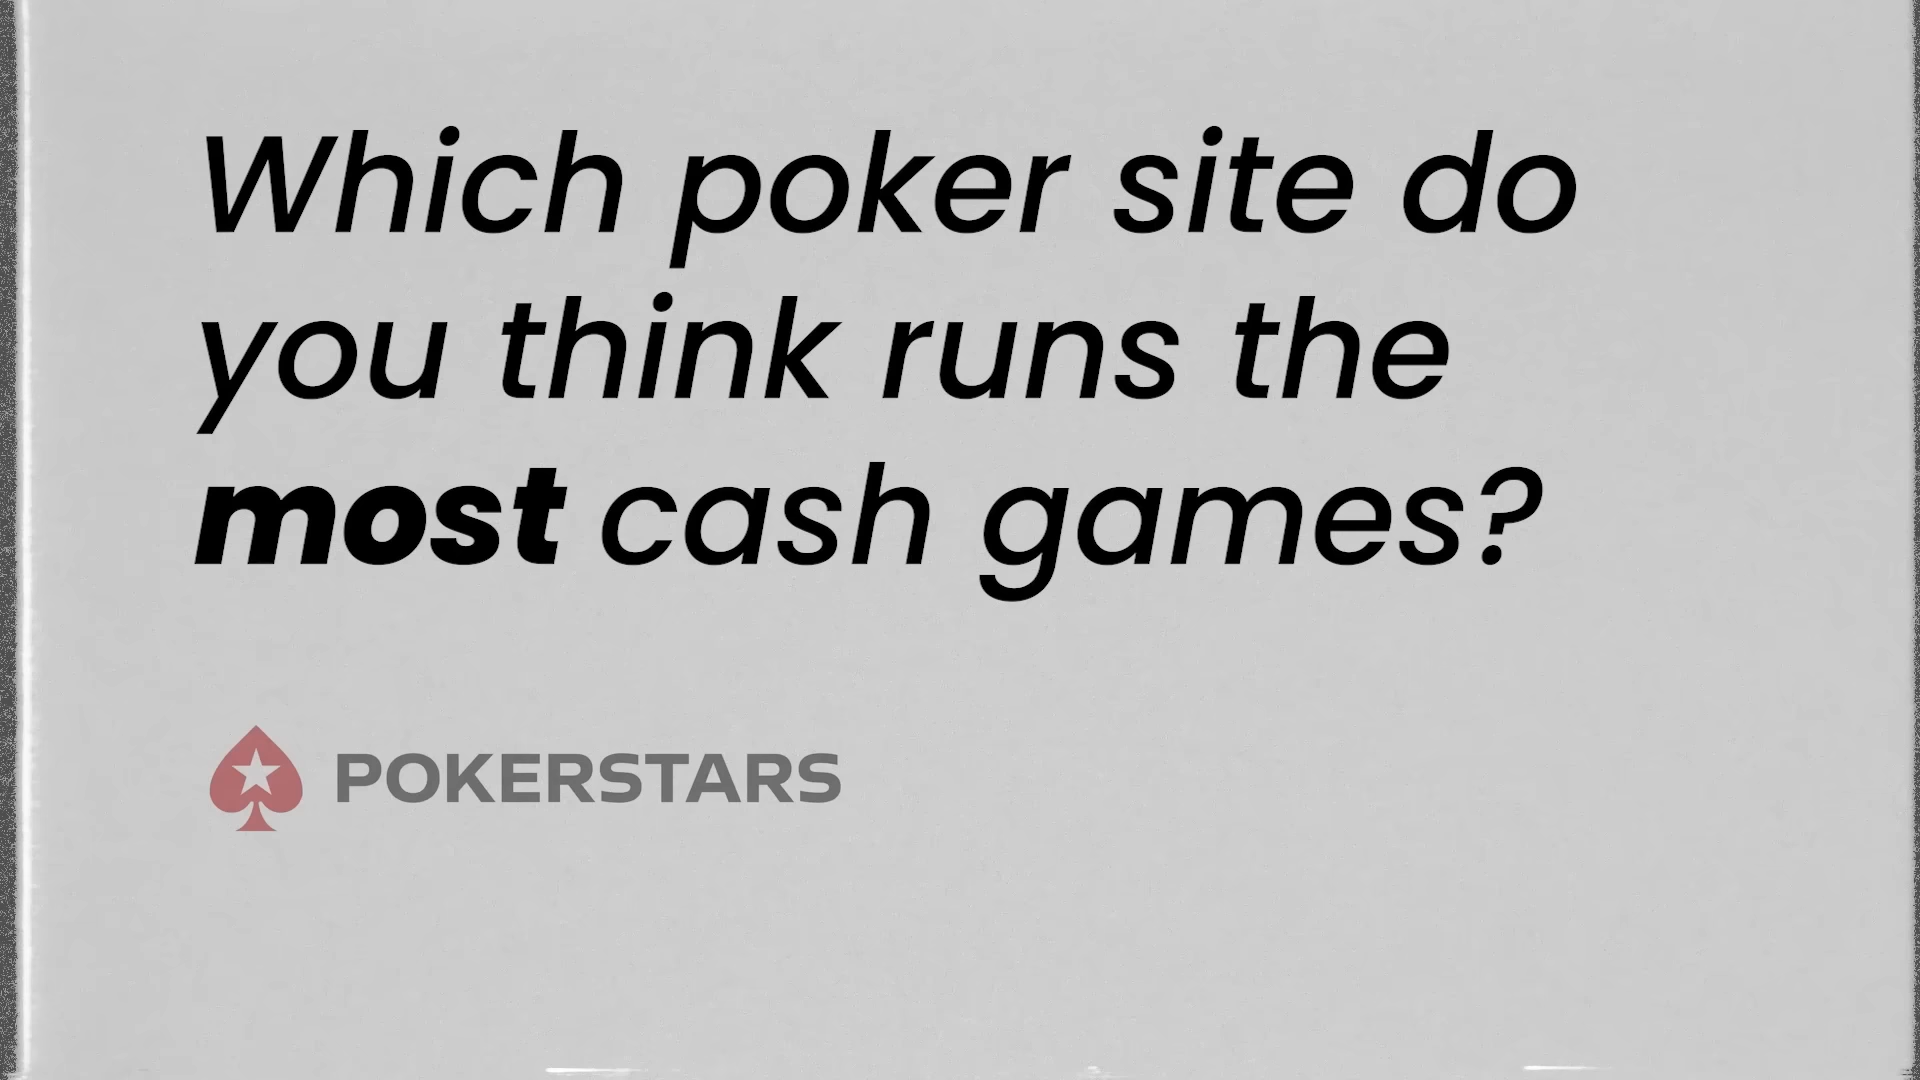 Which poker site do
you think runs the
most cash games?
POKERSTARS